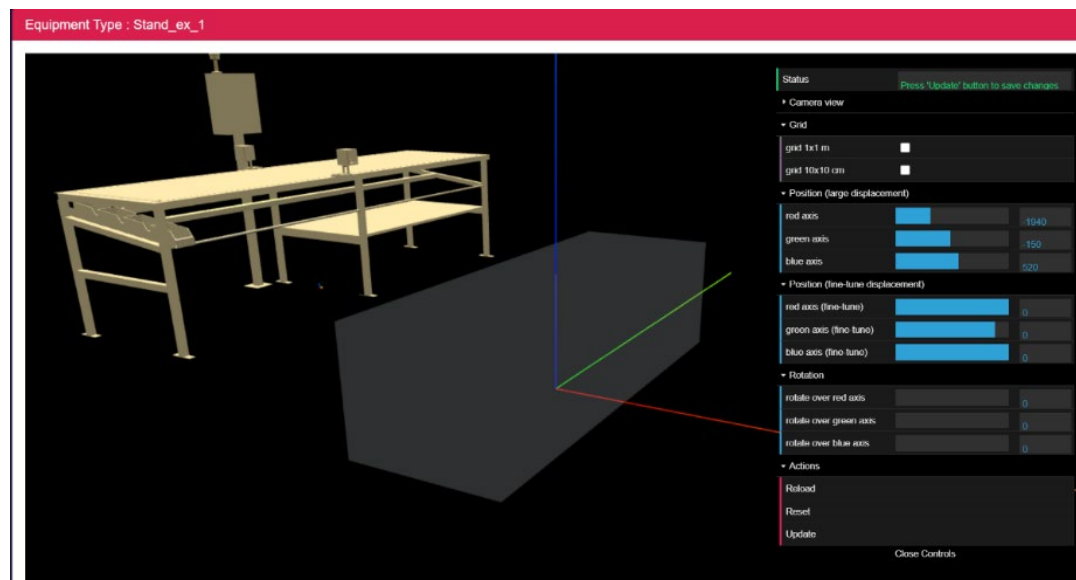 Equipment Type : Stand_ex_1
Status Press 'Update' button to save changes
Camera view
Grid
grid 1x1 m
grid 10x10 cm
Position (large displacement)
red axis -1940
green axis -150
blue axis 520
Position (fine-tune displacement)
red axis (fine-tune) 0
green axis (fine-tune) 0
blue axis (fine-tune) 0
Rotation
rotate over red axis 0
rotate over green axis 0
rotate over blue axis 0
Actions
Reload
Reset
Update
Close Controls